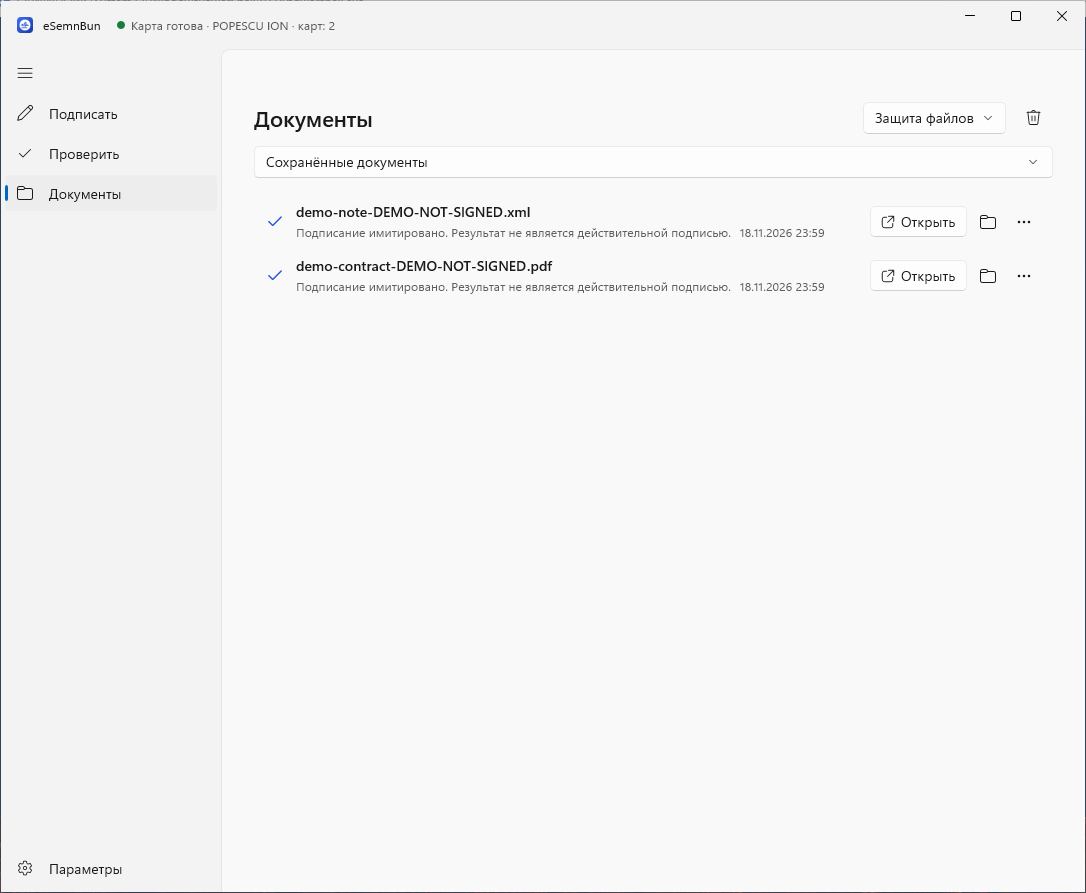 eSemnBun
Карта готова · POPESCU ION · карт: 2
Подписать
Проверить
Документы
Параметры
Документы
Защита файлов
Сохранённые документы
demo-note-DEMO-NOT-SIGNED.xml
Подписание имитировано. Результат не является действительной подписью. 18.11.2026 23:59
Открыть
demo-contract-DEMO-NOT-SIGNED.pdf
Подписание имитировано. Результат не является действительной подписью. 18.11.2026 23:59
Открыть